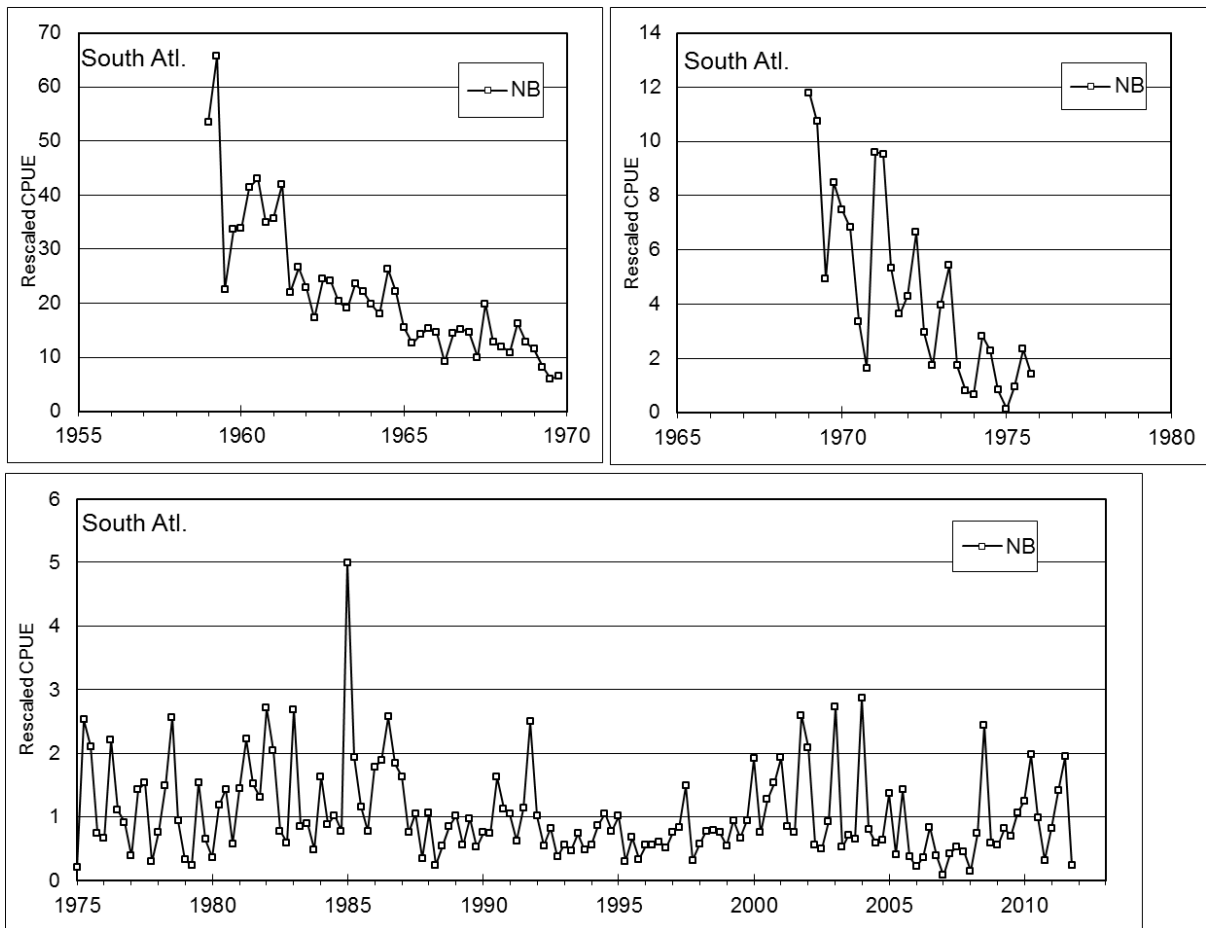 South Atl.
NB
Rescaled CPUE
70
60
50
40
30
20
10
0
1955 1960 1965 1970
South Atl.
NB
Rescaled CPUE
14
12
10
8
6
4
2
0
1965 1970 1975 1980
South Atl.
NB
Rescaled CPUE
6
5
4
3
2
1
0
1975 1980 1985 1990 1995 2000 2005 2010